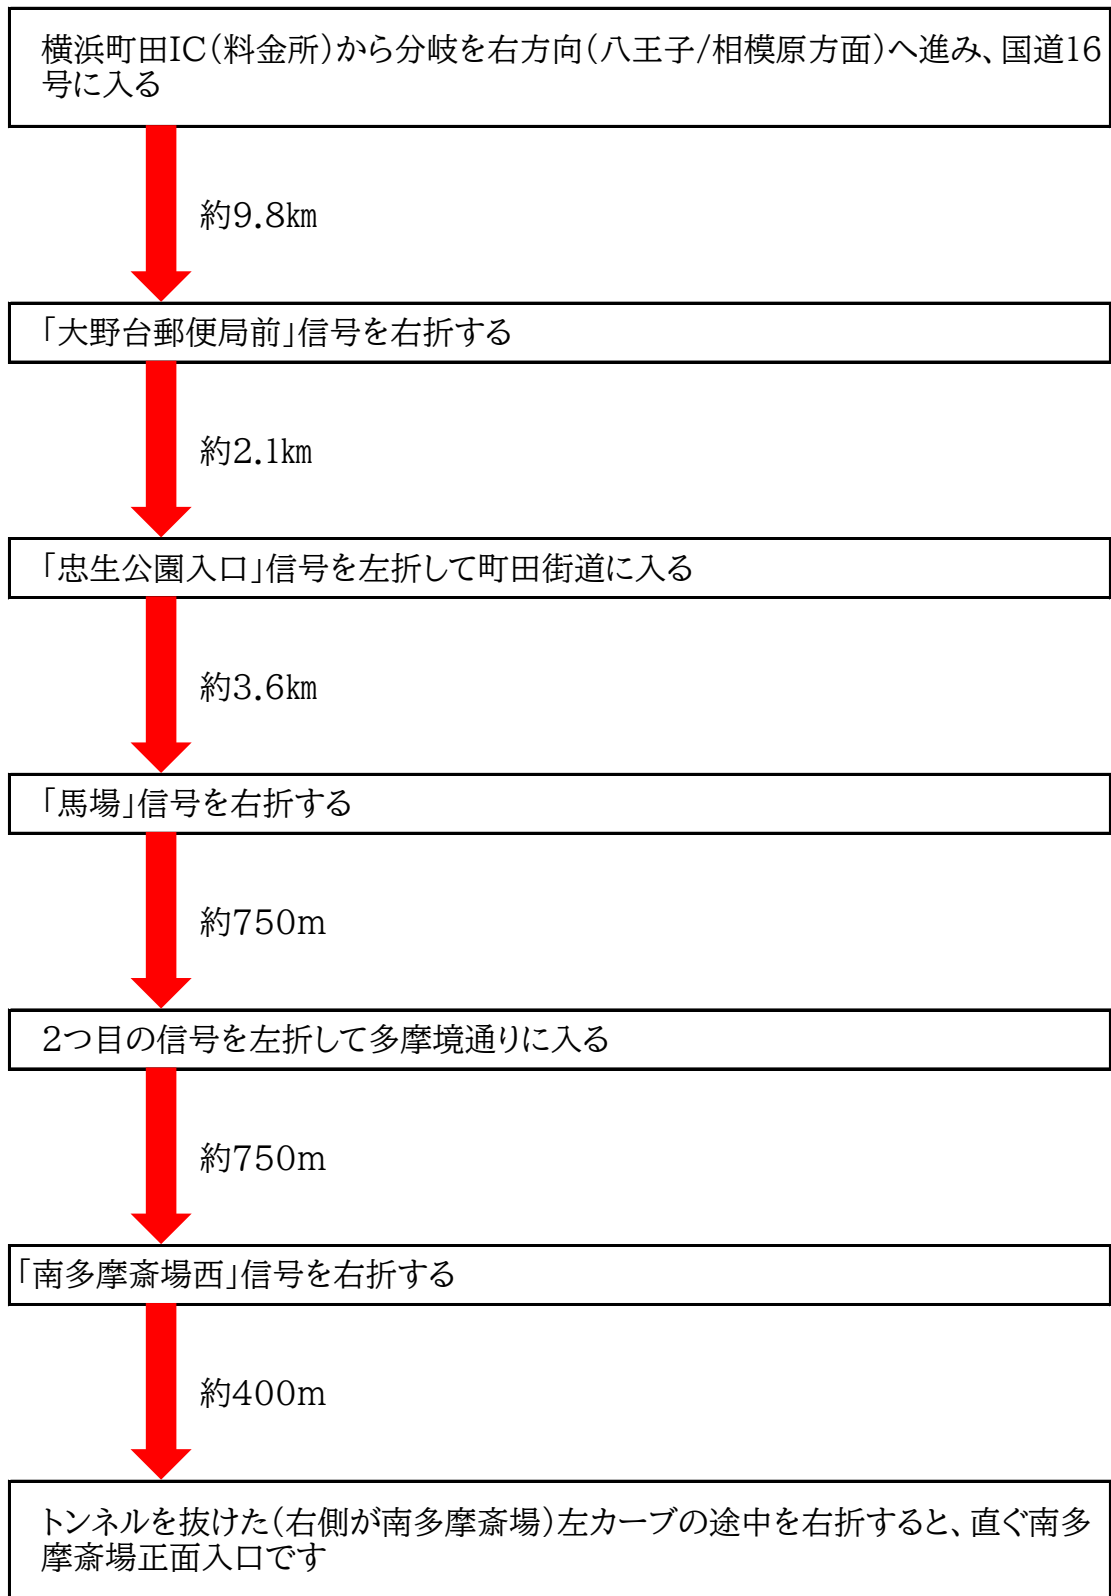 横浜町田IC（料金所）から分岐を右方向（八王子/相模原方面）へ進み、国道16
号に入る
約9.8㎞
「大野台郵便局前」信号を右折する
約2.1㎞
「忠生公園入口」信号を左折して町田街道に入る
約3.6㎞
「馬場」信号を右折する
約750m
2つ目の信号を左折して多摩境通りに入る
約750m
「南多摩斎場西」信号を右折する
約400m
トンネルを抜けた（右側が南多摩斎場）左カーブの途中を右折すると、直ぐ南多
摩斎場正面入口です